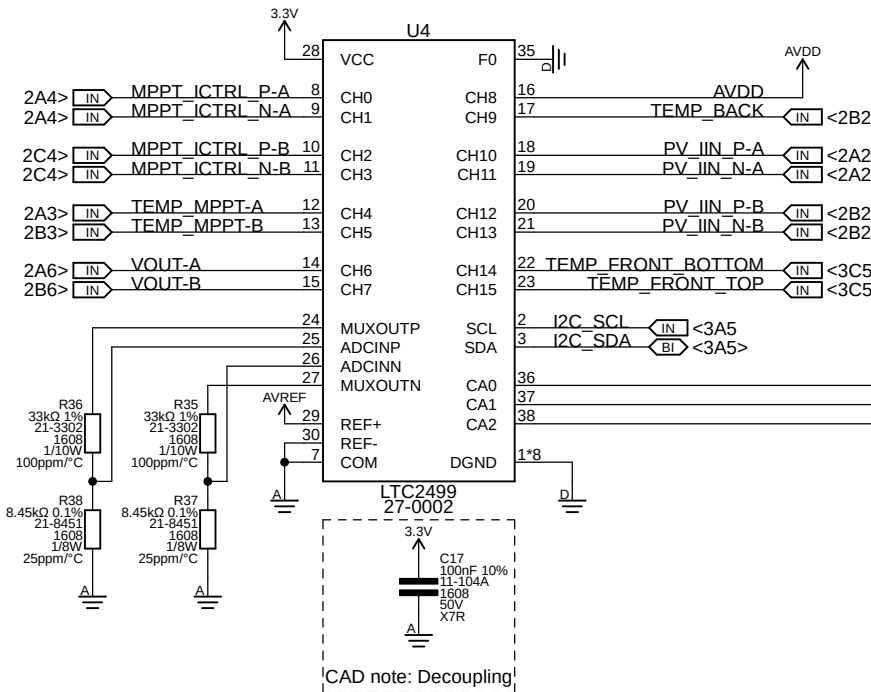 3.3V
U4
28 VCC F0 35 D
AVDD
2A4> IN MPPT_ICTRL_P-A 8 CH0 CH8 16 AVDD
2A4> IN MPPT_ICTRL_N-A 9 CH1 CH9 17 TEMP_BACK IN <2B2
2C4> IN MPPT_ICTRL_P-B 10 CH2 CH10 18 PV_IIN_P-A IN <2A2
2C4> IN MPPT_ICTRL_N-B 11 CH3 CH11 19 PV_IIN_N-A IN <2A2
2A3> IN TEMP_MPPT-A 12 CH4 CH12 20 PV_IIN_P-B IN <2B2
2B3> IN TEMP_MPPT-B 13 CH5 CH13 21 PV_IIN_N-B IN <2B2
2A6> IN VOUT-A 14 CH6 CH14 22 TEMP_FRONT_BOTTOM IN <3C5
2B6> IN VOUT-B 15 CH7 CH15 23 TEMP_FRONT_TOP IN <3C5
24 MUXOUTP SCL 2 I2C_SCL IN <3A5
25 ADCINP SDA 3 I2C_SDA BI <3A5>
26 ADCINN
27 MUXOUTN CA0 36
AVREF CA1 37
29 REF+ CA2 38
30 REF-
7 COM DGND 1*8
A
D
R36
33kΩ 1%
21-3302
1608
1/10W
100ppm/°C
R35
33kΩ 1%
21-3302
1608
1/10W
100ppm/°C
R38
8.45kΩ 0.1%
21-8451
1608
1/8W
25ppm/°C
A
R37
8.45kΩ 0.1%
21-8451
1608
1/8W
25ppm/°C
A
LTC2499
27-0002
3.3V
C17
100nF 10%
11-104A
1608
50V
X7R
A
CAD note: Decoupling